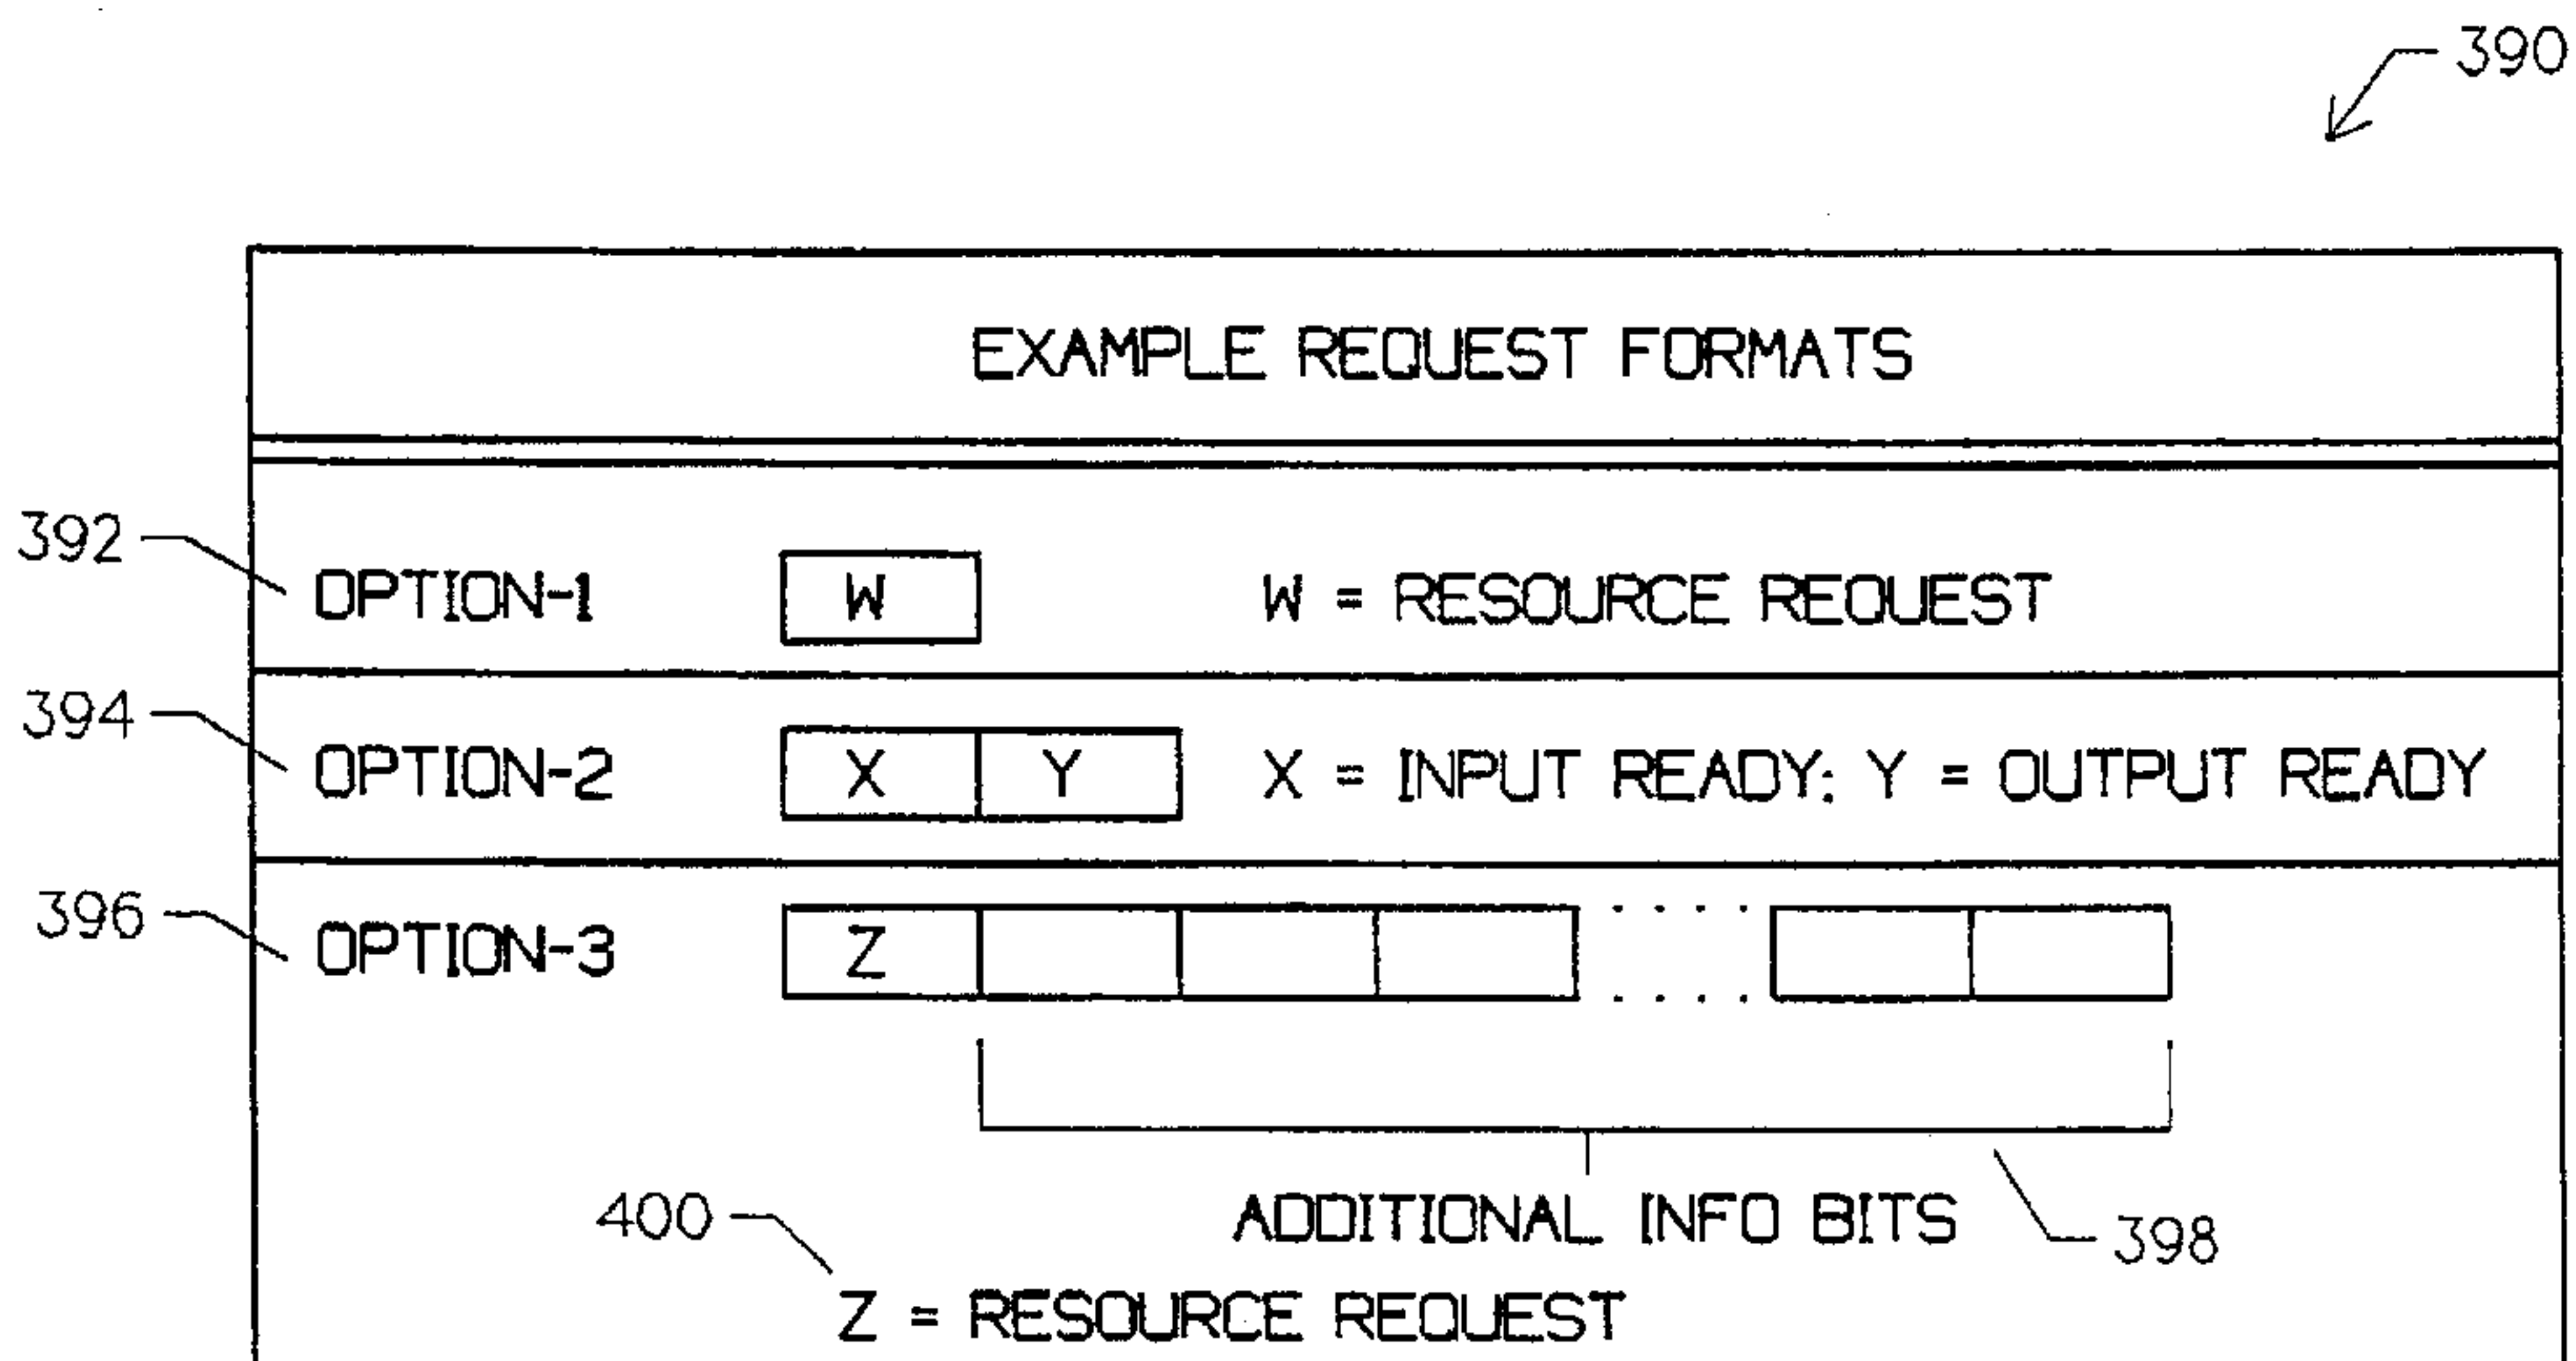 390
EXAMPLE REQUEST FORMATS
392
OPTION-1 W W = RESOURCE REQUEST
394
OPTION-2 X Y X = INPUT READY; Y = OUTPUT READY
396
OPTION-3 Z
ADDITIONAL INFO BITS
398
400
Z = RESOURCE REQUEST